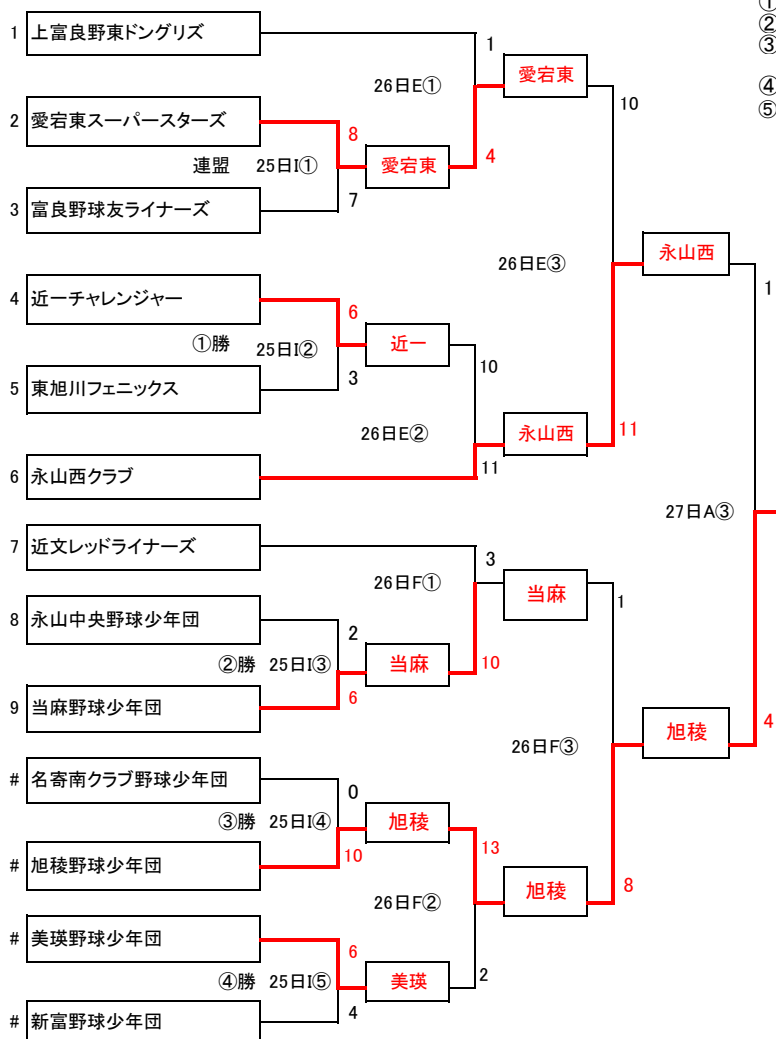 ①
1 上富良野東ドングリズ
1
②
③
愛宕東
26日E①
④
10
2 愛宕東スーパースターズ
8
⑤
連盟 25日I①
愛宕東
4
3 富良野球友ライナーズ
7
永山西
26日E③
4 近一チャレンジャー
6
1
①勝 25日I②
近一
10
5 東旭川フェニックス
3
26日E②
永山西
11
6 永山西クラブ
11
27日A③
7 近文レッドライナーズ
3
26日F①
当麻
1
8 永山中央野球少年団
2
②勝 25日I③
当麻
10
9 当麻野球少年団
6
旭稜
4
26日F③
# 名寄南クラブ野球少年団
0
③勝 25日I④
旭稜
13
# 旭稜野球少年団
10
旭稜
8
26日F②
# 美瑛野球少年団
6
④勝 25日I⑤
美瑛
2
# 新富野球少年団
4